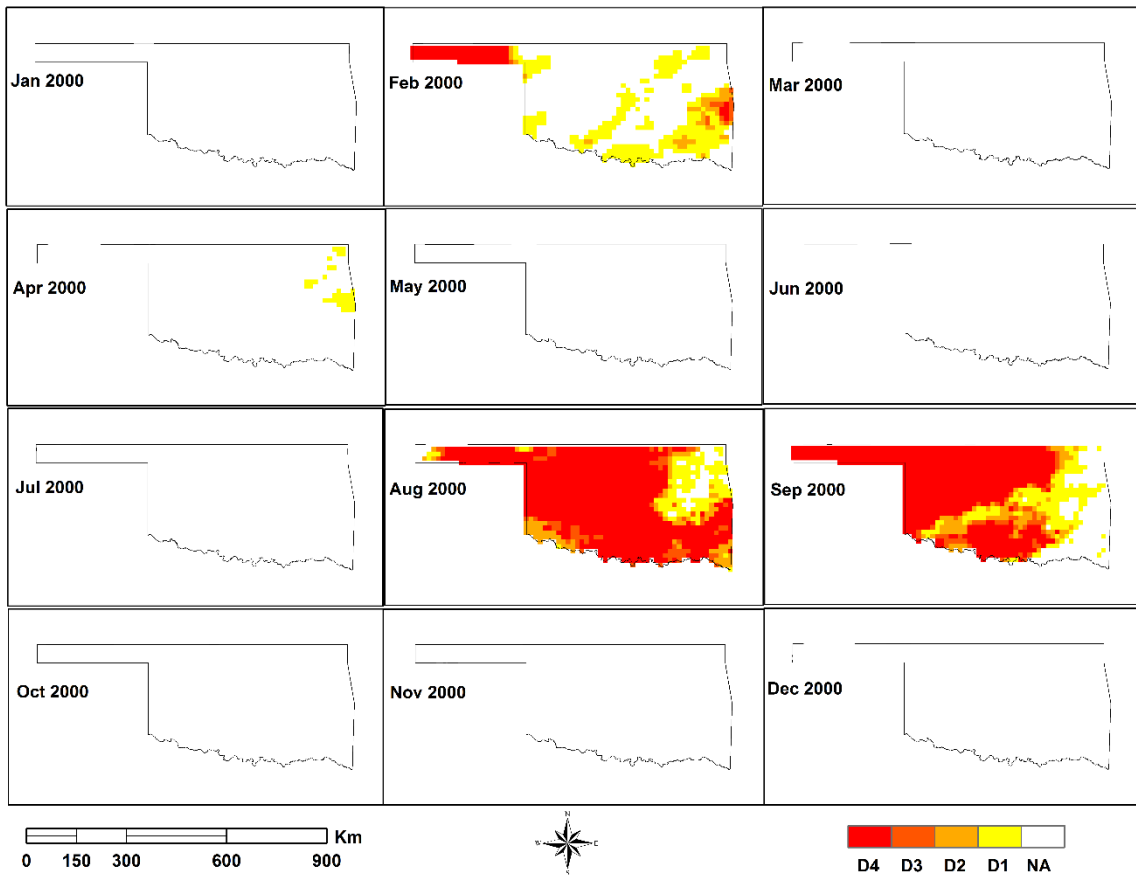 Jan 2000
Feb 2000
Mar 2000
Apr 2000
May 2000
Jun 2000
Jul 2000
Aug 2000
Sep 2000
Oct 2000
Nov 2000
Dec 2000
Km
0 150 300 600 900
N
W E
S
D4 D3 D2 D1 NA